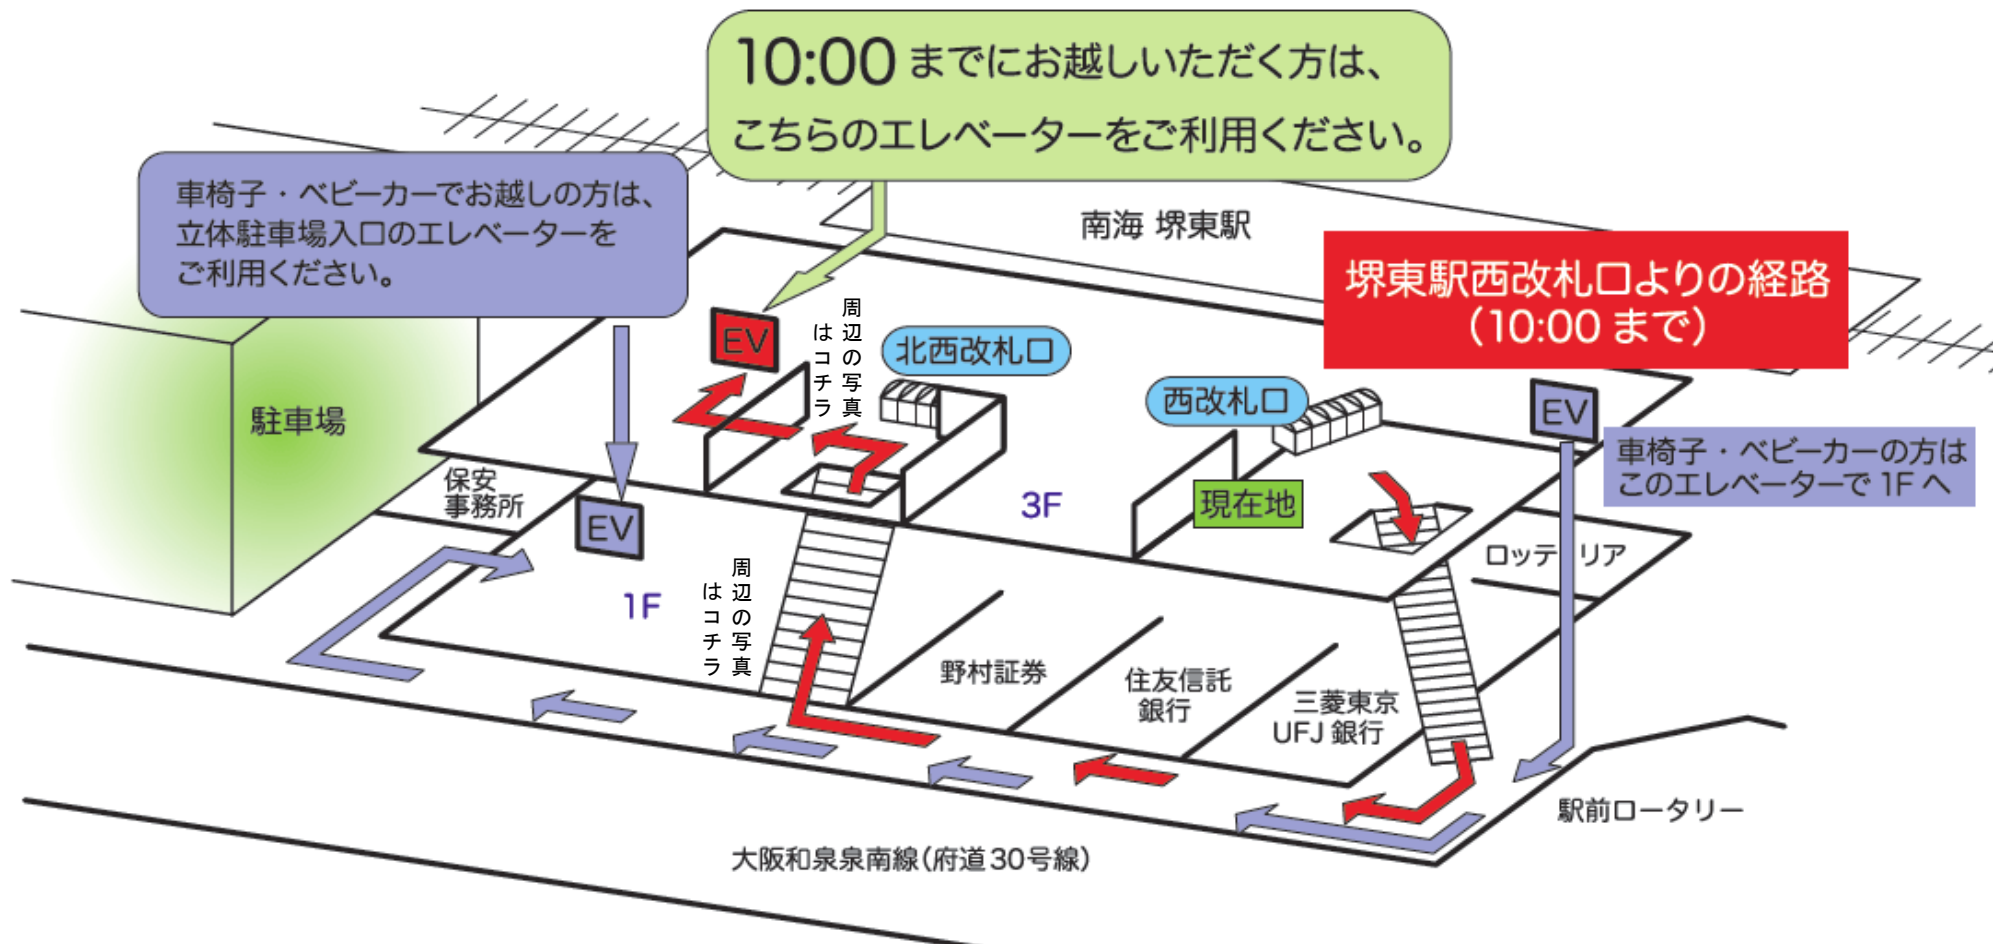 10:00 までにお越しいただく方は、
こちらのエレベーターをご利用ください。
車椅子・ベビーカーでお越しの方は、
立体駐車場入口のエレベーターを
ご利用ください。
南海 堺東駅
堺東駅西改札口よりの経路
（10:00 まで）
EV
周辺の写真
はコチラ
北西改札口
西改札口
EV
車椅子・ベビーカーの方は
このエレベーターで 1F へ
駐車場
保安
事務所
EV
3F
現在地
ロッテリア
1F
周辺の写真
はコチラ
野村証券
住友信託
銀行
三菱東京
UFJ 銀行
駅前ロータリー
大阪和泉泉南線（府道30号線）